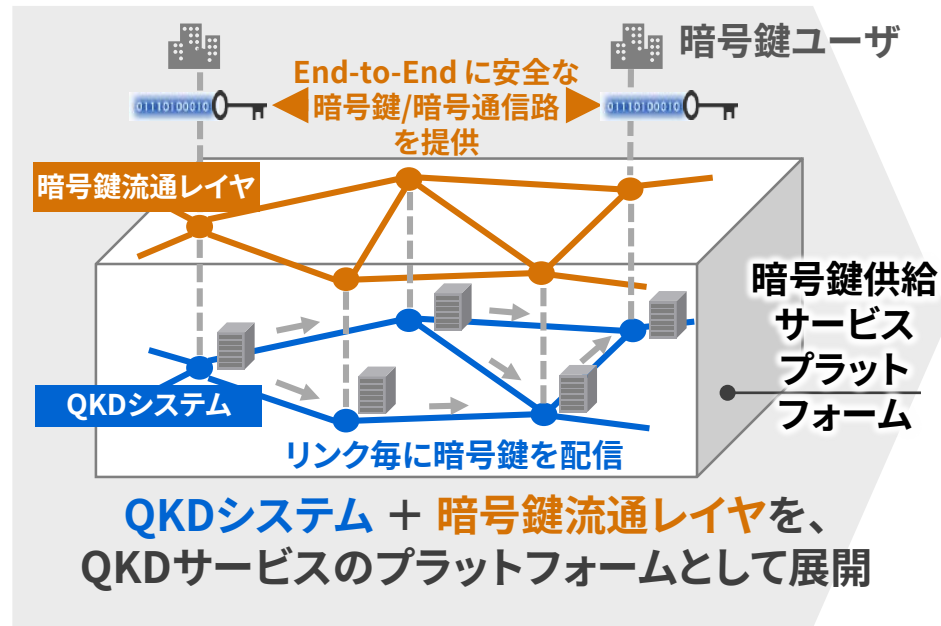 暗号鍵ユーザ
End-to-End に安全な
暗号鍵/暗号通信路
を提供
01110100010
01110100010
暗号鍵流通レイヤ
暗号鍵供給
サービス
プラット
フォーム
QKDシステム
リンク毎に暗号鍵を配信
QKDシステム ＋ 暗号鍵流通レイヤを、
QKDサービスのプラットフォームとして展開